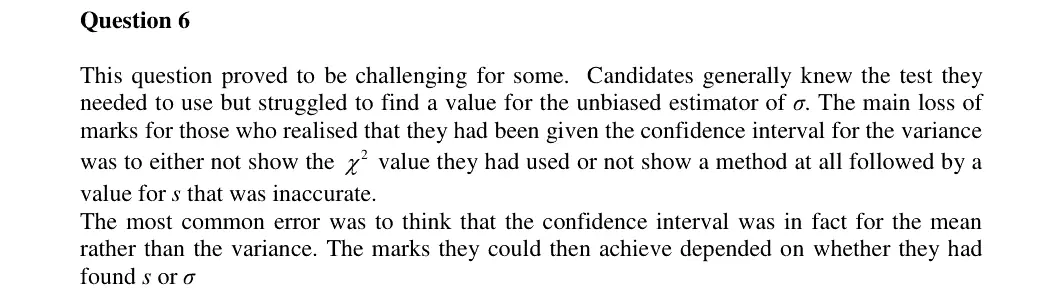 Question 6
This question proved to be challenging for some. Candidates generally knew the test they
needed to use but struggled to find a value for the unbiased estimator of σ. The main loss of
marks for those who realised that they had been given the confidence interval for the variance
was to either not show the χ² value they had used or not show a method at all followed by a
value for s that was inaccurate.
The most common error was to think that the confidence interval was in fact for the mean
rather than the variance. The marks they could then achieve depended on whether they had
found s or σ